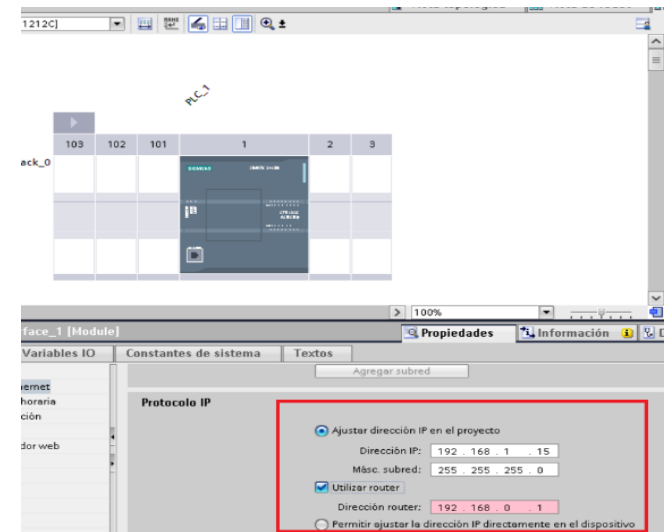 1212C]
PLC_1
103 102 101 1 2 3
ack_0
SIEMENS
100%
face_1 [Module]
Propiedades
Información
Variables IO
Constantes de sistema
Textos
Agregar subred
ernet
horaria
ción
dor web
Protocolo IP
Ajustar dirección IP en el proyecto
Dirección IP: 192 . 168 . 1 . 15
Másc. subred: 255 . 255 . 255 . 0
Utilizar router
Dirección router: 192 . 168 . 0 . 1
Permitir ajustar la dirección IP directamente en el dispositivo